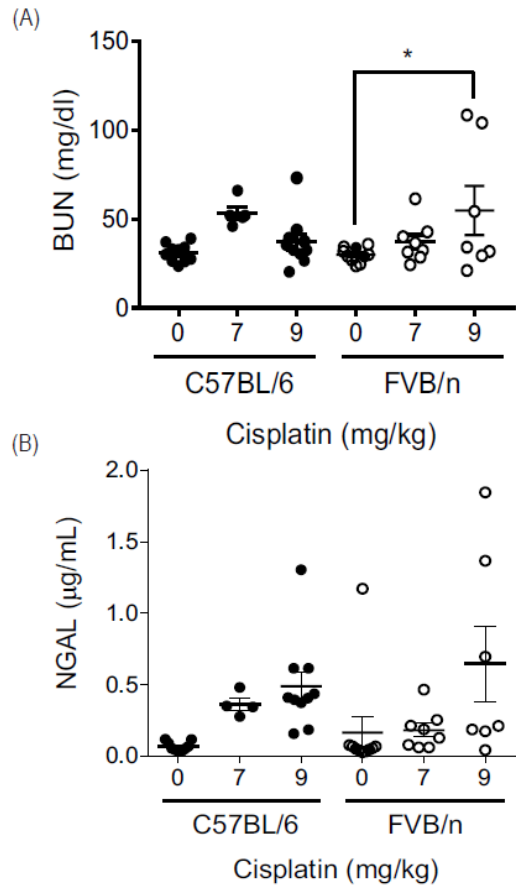 (A)
150
100
50
0
BUN (mg/dl)
*
0 7 9 0 7 9
C57BL/6 FVB/n
Cisplatin (mg/kg)
(B)
2.0
1.5
1.0
0.5
0.0
NGAL (μg/mL)
0 7 9 0 7 9
C57BL/6 FVB/n
Cisplatin (mg/kg)